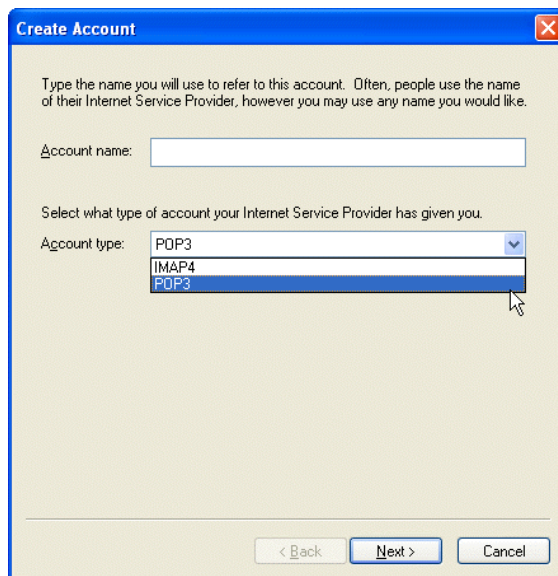 Create Account
Type the name you will use to refer to this account.  Often, people use the name
of their Internet Service Provider, however you may use any name you would like.
Account name:
Select what type of account your Internet Service Provider has given you.
Account type: POP3
IMAP4
POP3
< Back Next > Cancel